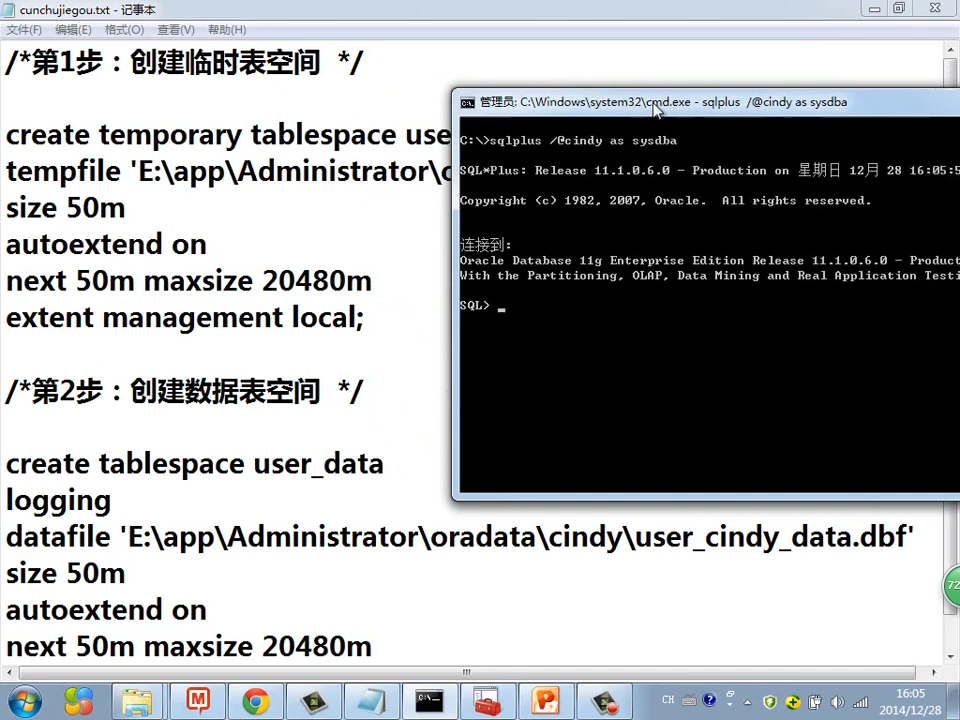 cunchujiegou.txt - 记事本
文件(F) 编辑(E) 格式(O) 查看(V) 帮助(H)
/*第1步：创建临时表空间 */
create temporary tablespace use
tempfile 'E:\app\Administrator\
size 50m
autoextend on
next 50m maxsize 20480m
extent management local;
/*第2步：创建数据表空间 */
create tablespace user_data
logging
datafile 'E:\app\Administrator\oradata\cindy\user_cindy_data.dbf'
size 50m
autoextend on
next 50m maxsize 20480m
管理员: C:\Windows\system32\cmd.exe - sqlplus /@cindy as sysdba
C:\>sqlplus /@cindy as sysdba
SQL*Plus: Release 11.1.0.6.0 - Production on 星期日 12月 28 16:05:5
Copyright (c) 1982, 2007, Oracle. All rights reserved.
连接到:
Oracle Database 11g Enterprise Edition Release 11.1.0.6.0 - Product
With the Partitioning, OLAP, Data Mining and Real Application Testi
SQL>
72
CH
16:05
2014/12/28